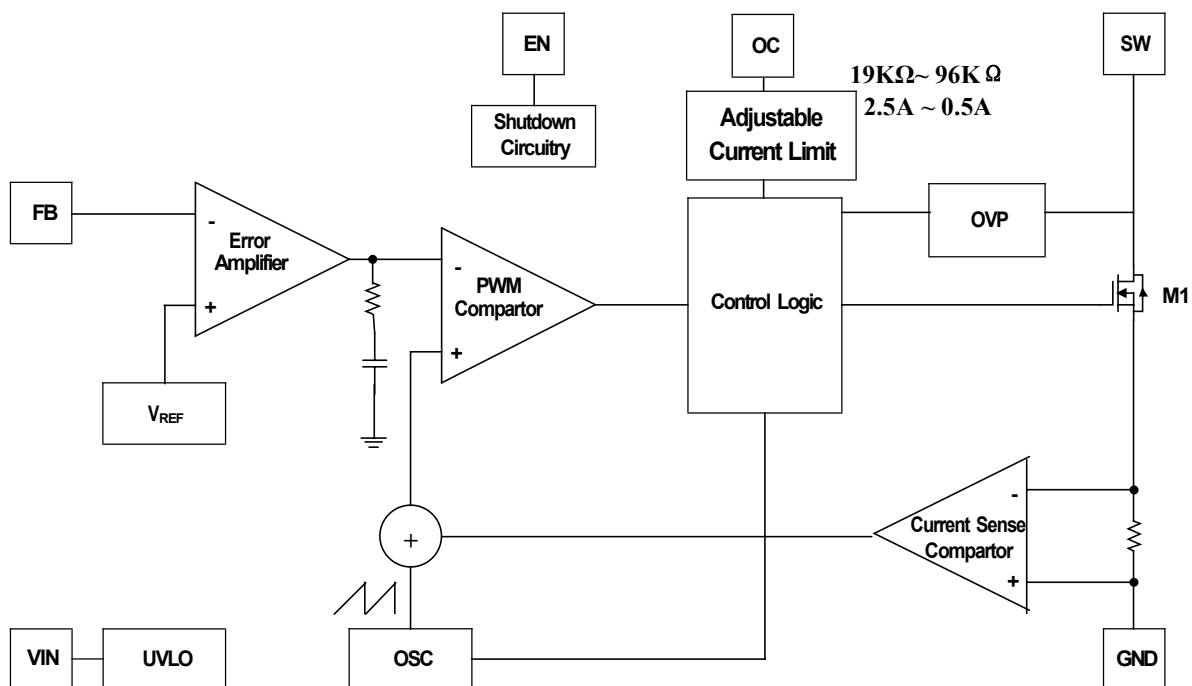 EN
OC
SW
19KΩ~ 96KΩ
2.5A ~ 0.5A
Shutdown
Circuitry
Adjustable
Current Limit
FB
-
Error
Amplifier
+
-
PWM
Compartor
+
Control Logic
OVP
M1
VREF
-
Current Sense
Compartor
+
+
VIN
UVLO
OSC
GND